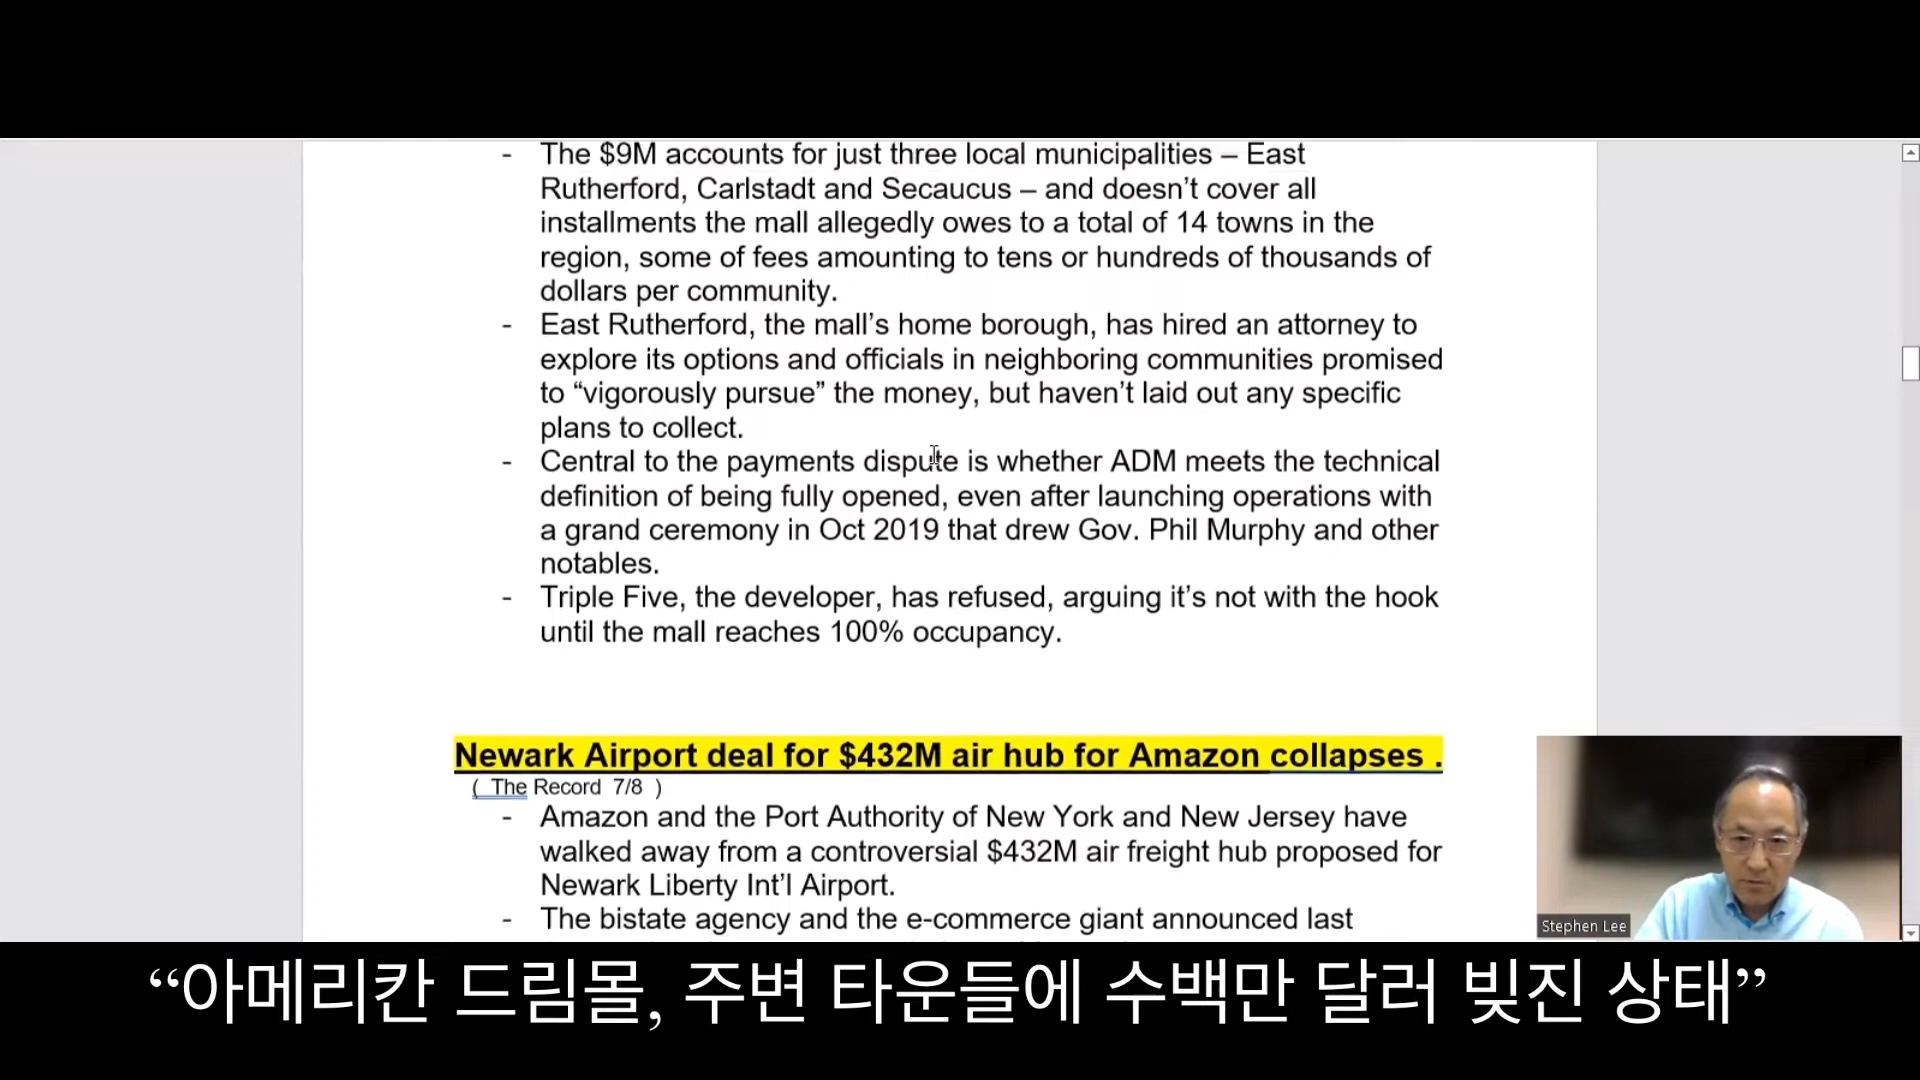 - The $9M accounts for just three local municipalities – East
Rutherford, Carlstadt and Secaucus – and doesn’t cover all
installments the mall allegedly owes to a total of 14 towns in the
region, some of fees amounting to tens or hundreds of thousands of
dollars per community.
- East Rutherford, the mall’s home borough, has hired an attorney to
explore its options and officials in neighboring communities promised
to “vigorously pursue” the money, but haven’t laid out any specific
plans to collect.
- Central to the payments dispute is whether ADM meets the technical
definition of being fully opened, even after launching operations with
a grand ceremony in Oct 2019 that drew Gov. Phil Murphy and other
notables.
- Triple Five, the developer, has refused, arguing it’s not with the hook
until the mall reaches 100% occupancy.
Newark Airport deal for $432M air hub for Amazon collapses .
( The Record 7/8 )
- Amazon and the Port Authority of New York and New Jersey have
walked away from a controversial $432M air freight hub proposed for
Newark Liberty Int’l Airport.
- The bistate agency and the e-commerce giant announced last
Stephen Lee
“아메리칸 드림몰, 주변 타운들에 수백만 달러 빚진 상태”